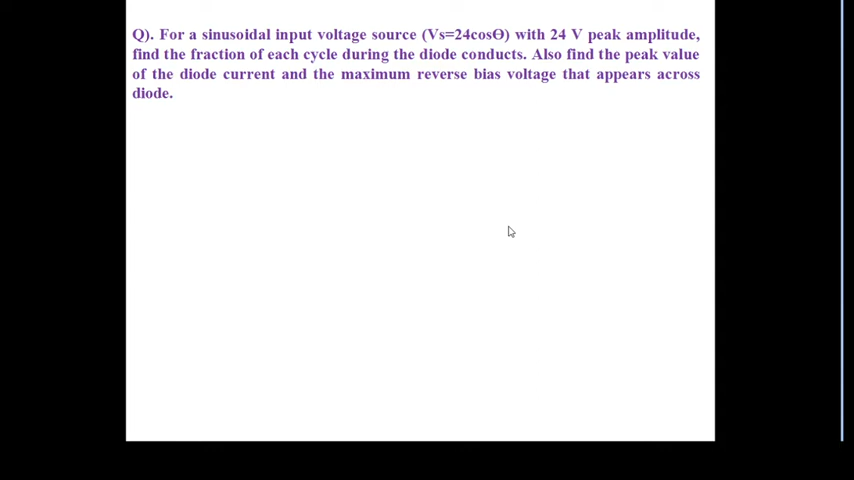 Q). For a sinusoidal input voltage source (Vs=24cosӨ) with 24 V peak amplitude,
find the fraction of each cycle during the diode conducts. Also find the peak value
of the diode current and the maximum reverse bias voltage that appears across
diode.